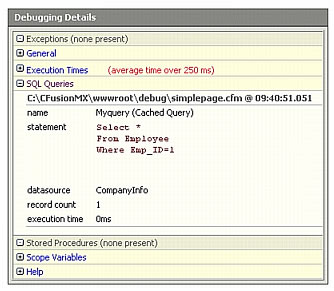 Debugging Details
Exceptions (none present)
General
Execution Times (average time over 250 ms)
SQL Queries
C:\CFusionMX\wwwroot\debug\simplepage.cfm @ 09:40:51.051
name Myquery (Cached Query)
statement Select *
From Employee
Where Emp_ID=1
datasource CompanyInfo
record count 1
execution time 0ms
Stored Procedures (none present)
Scope Variables
Help